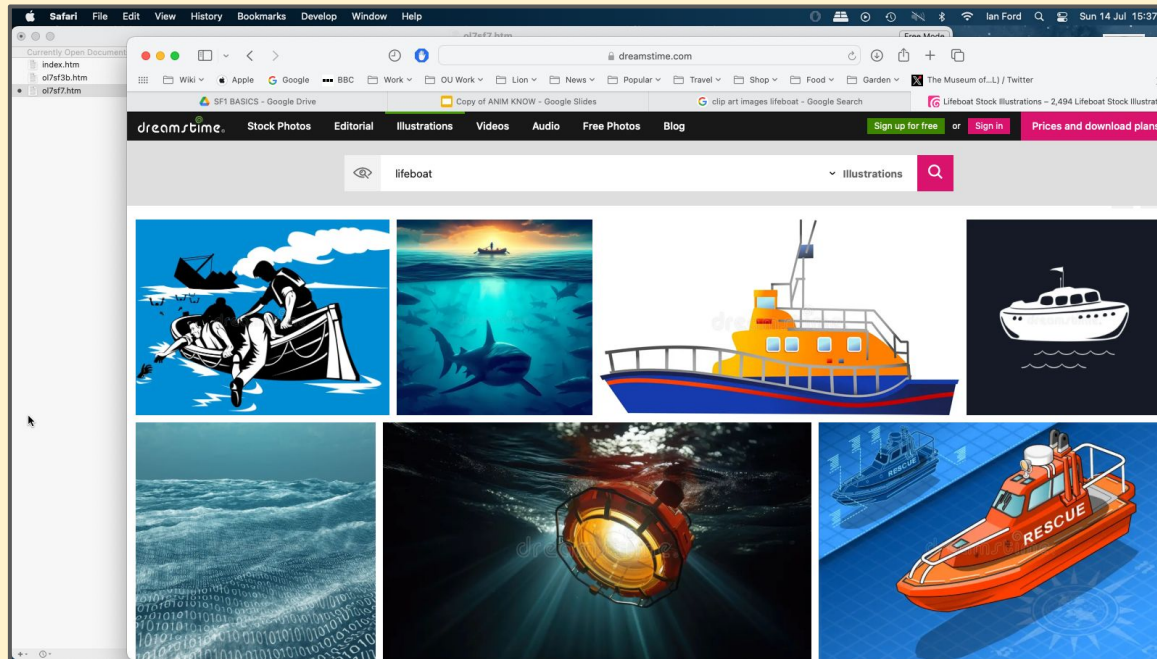 Safari File Edit View History Bookmarks Develop Window Help Ian Ford Sun 14 Jul 15:37
ol7sf7.htm Free Mode
Currently Open Document
dreamstime.com
index.htm
ol7sf3b.htm
ol7sf7.htm
Wiki Apple Google BBC Work OU Work Lion News Popular Travel Shop Food Garden The Museum of...L) / Twitter
SF1 BASICS - Google Drive Copy of ANIM KNOW - Google Slides clip art images lifeboat - Google Search Lifeboat Stock Illustrations – 2,494 Lifeboat Stock Illustrat
dreamstime. Stock Photos Editorial Illustrations Videos Audio Free Photos Blog Sign up for free or Sign in Prices and download plans
lifeboat Illustrations
RESCUE
RESCUE